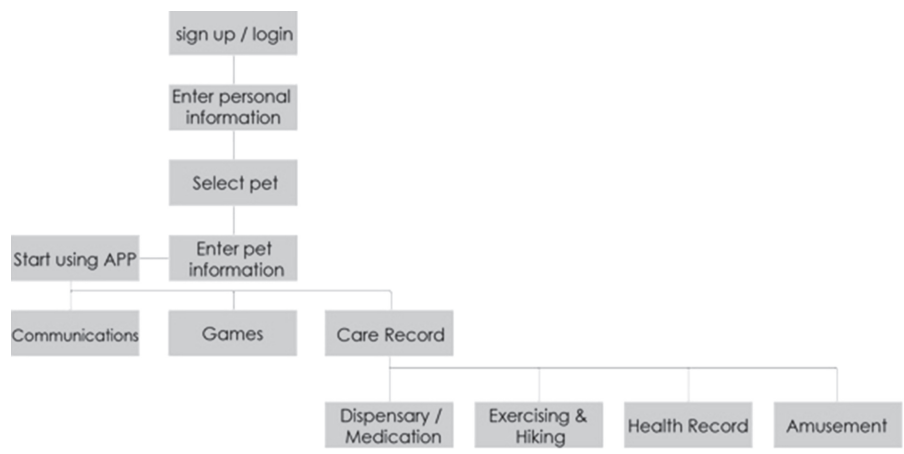 sign up / login
Enter personal
information
Select pet
Start using APP
Enter pet
information
Communications
Games
Care Record
Dispensary /
Medication
Exercising &
Hiking
Health Record
Amusement